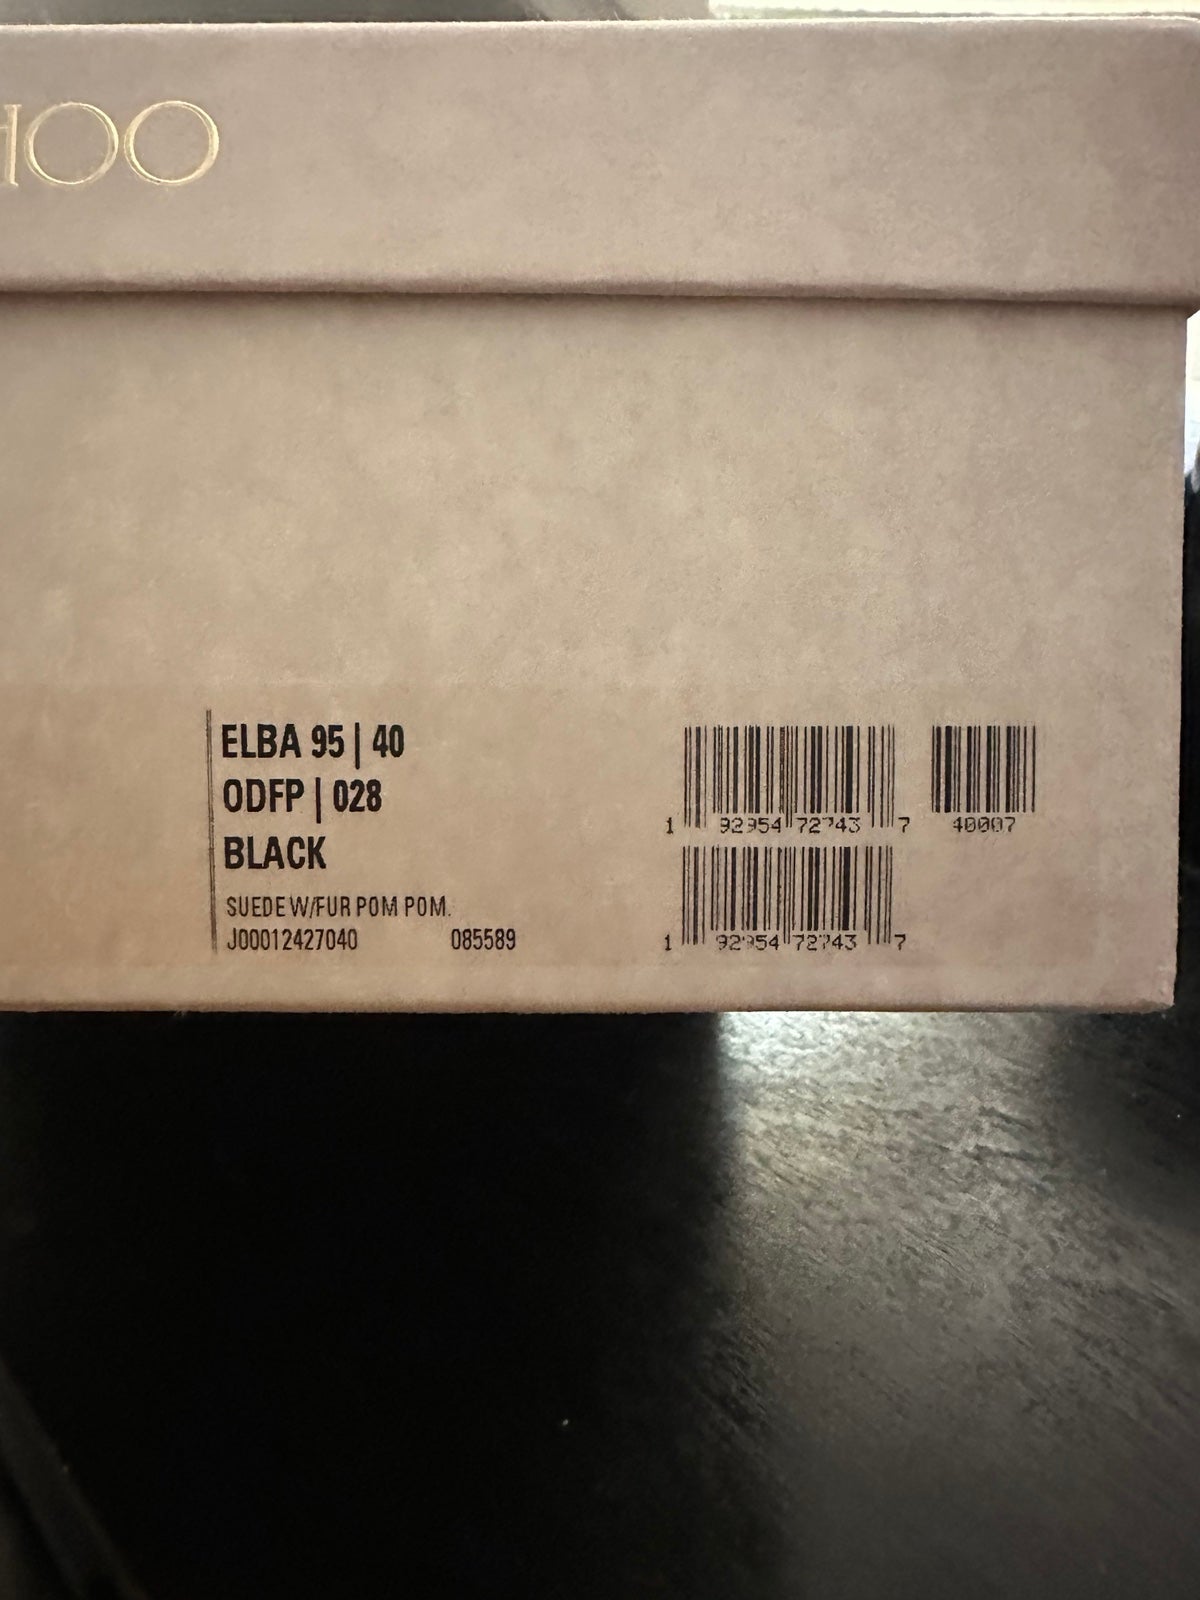 HOO
ELBA 95 | 40
ODFP | 028
BLACK
SUEDE W/FUR POM POM.
J00012427040 085589
1 92954 72743 7
40007
1 92954 72743 7